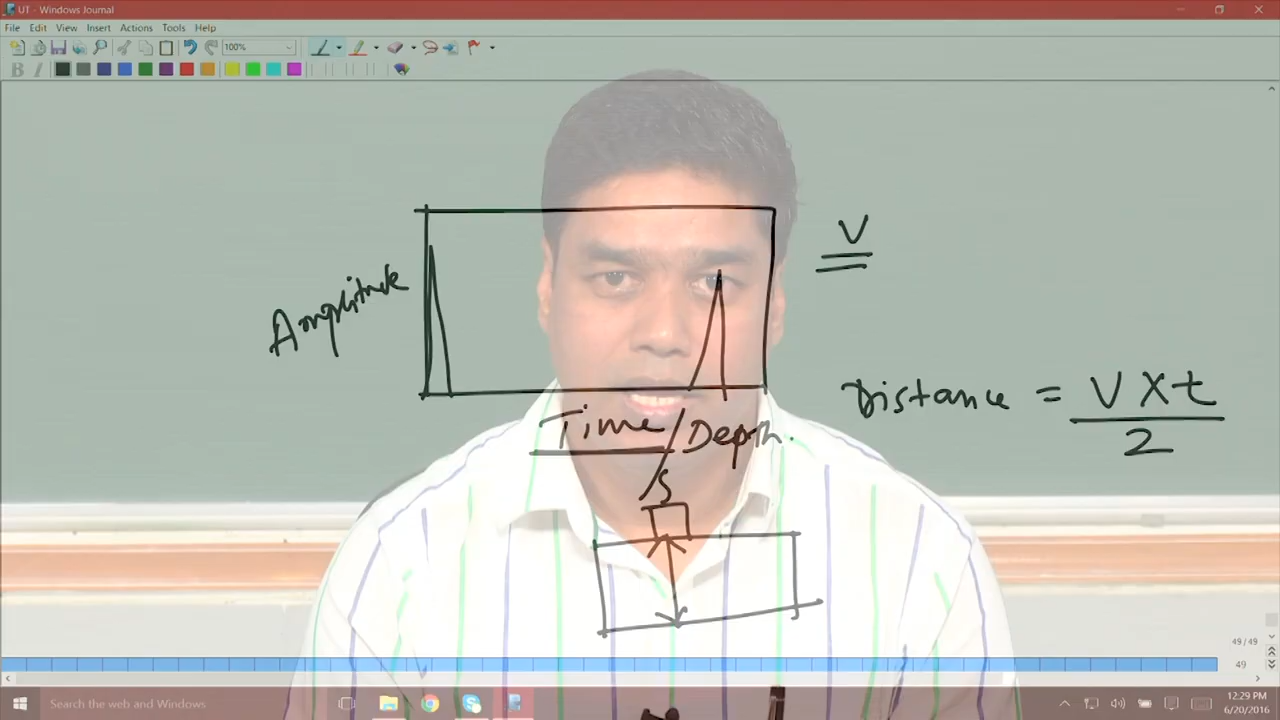 UT - Windows Journal
File Edit View Insert Actions Tools Help
100%
B I
V
Amplitude
Distance = V X t
2
Time / Depth.
S
49 / 49
49
Search the web and Windows
12:29 PM
6/20/2016